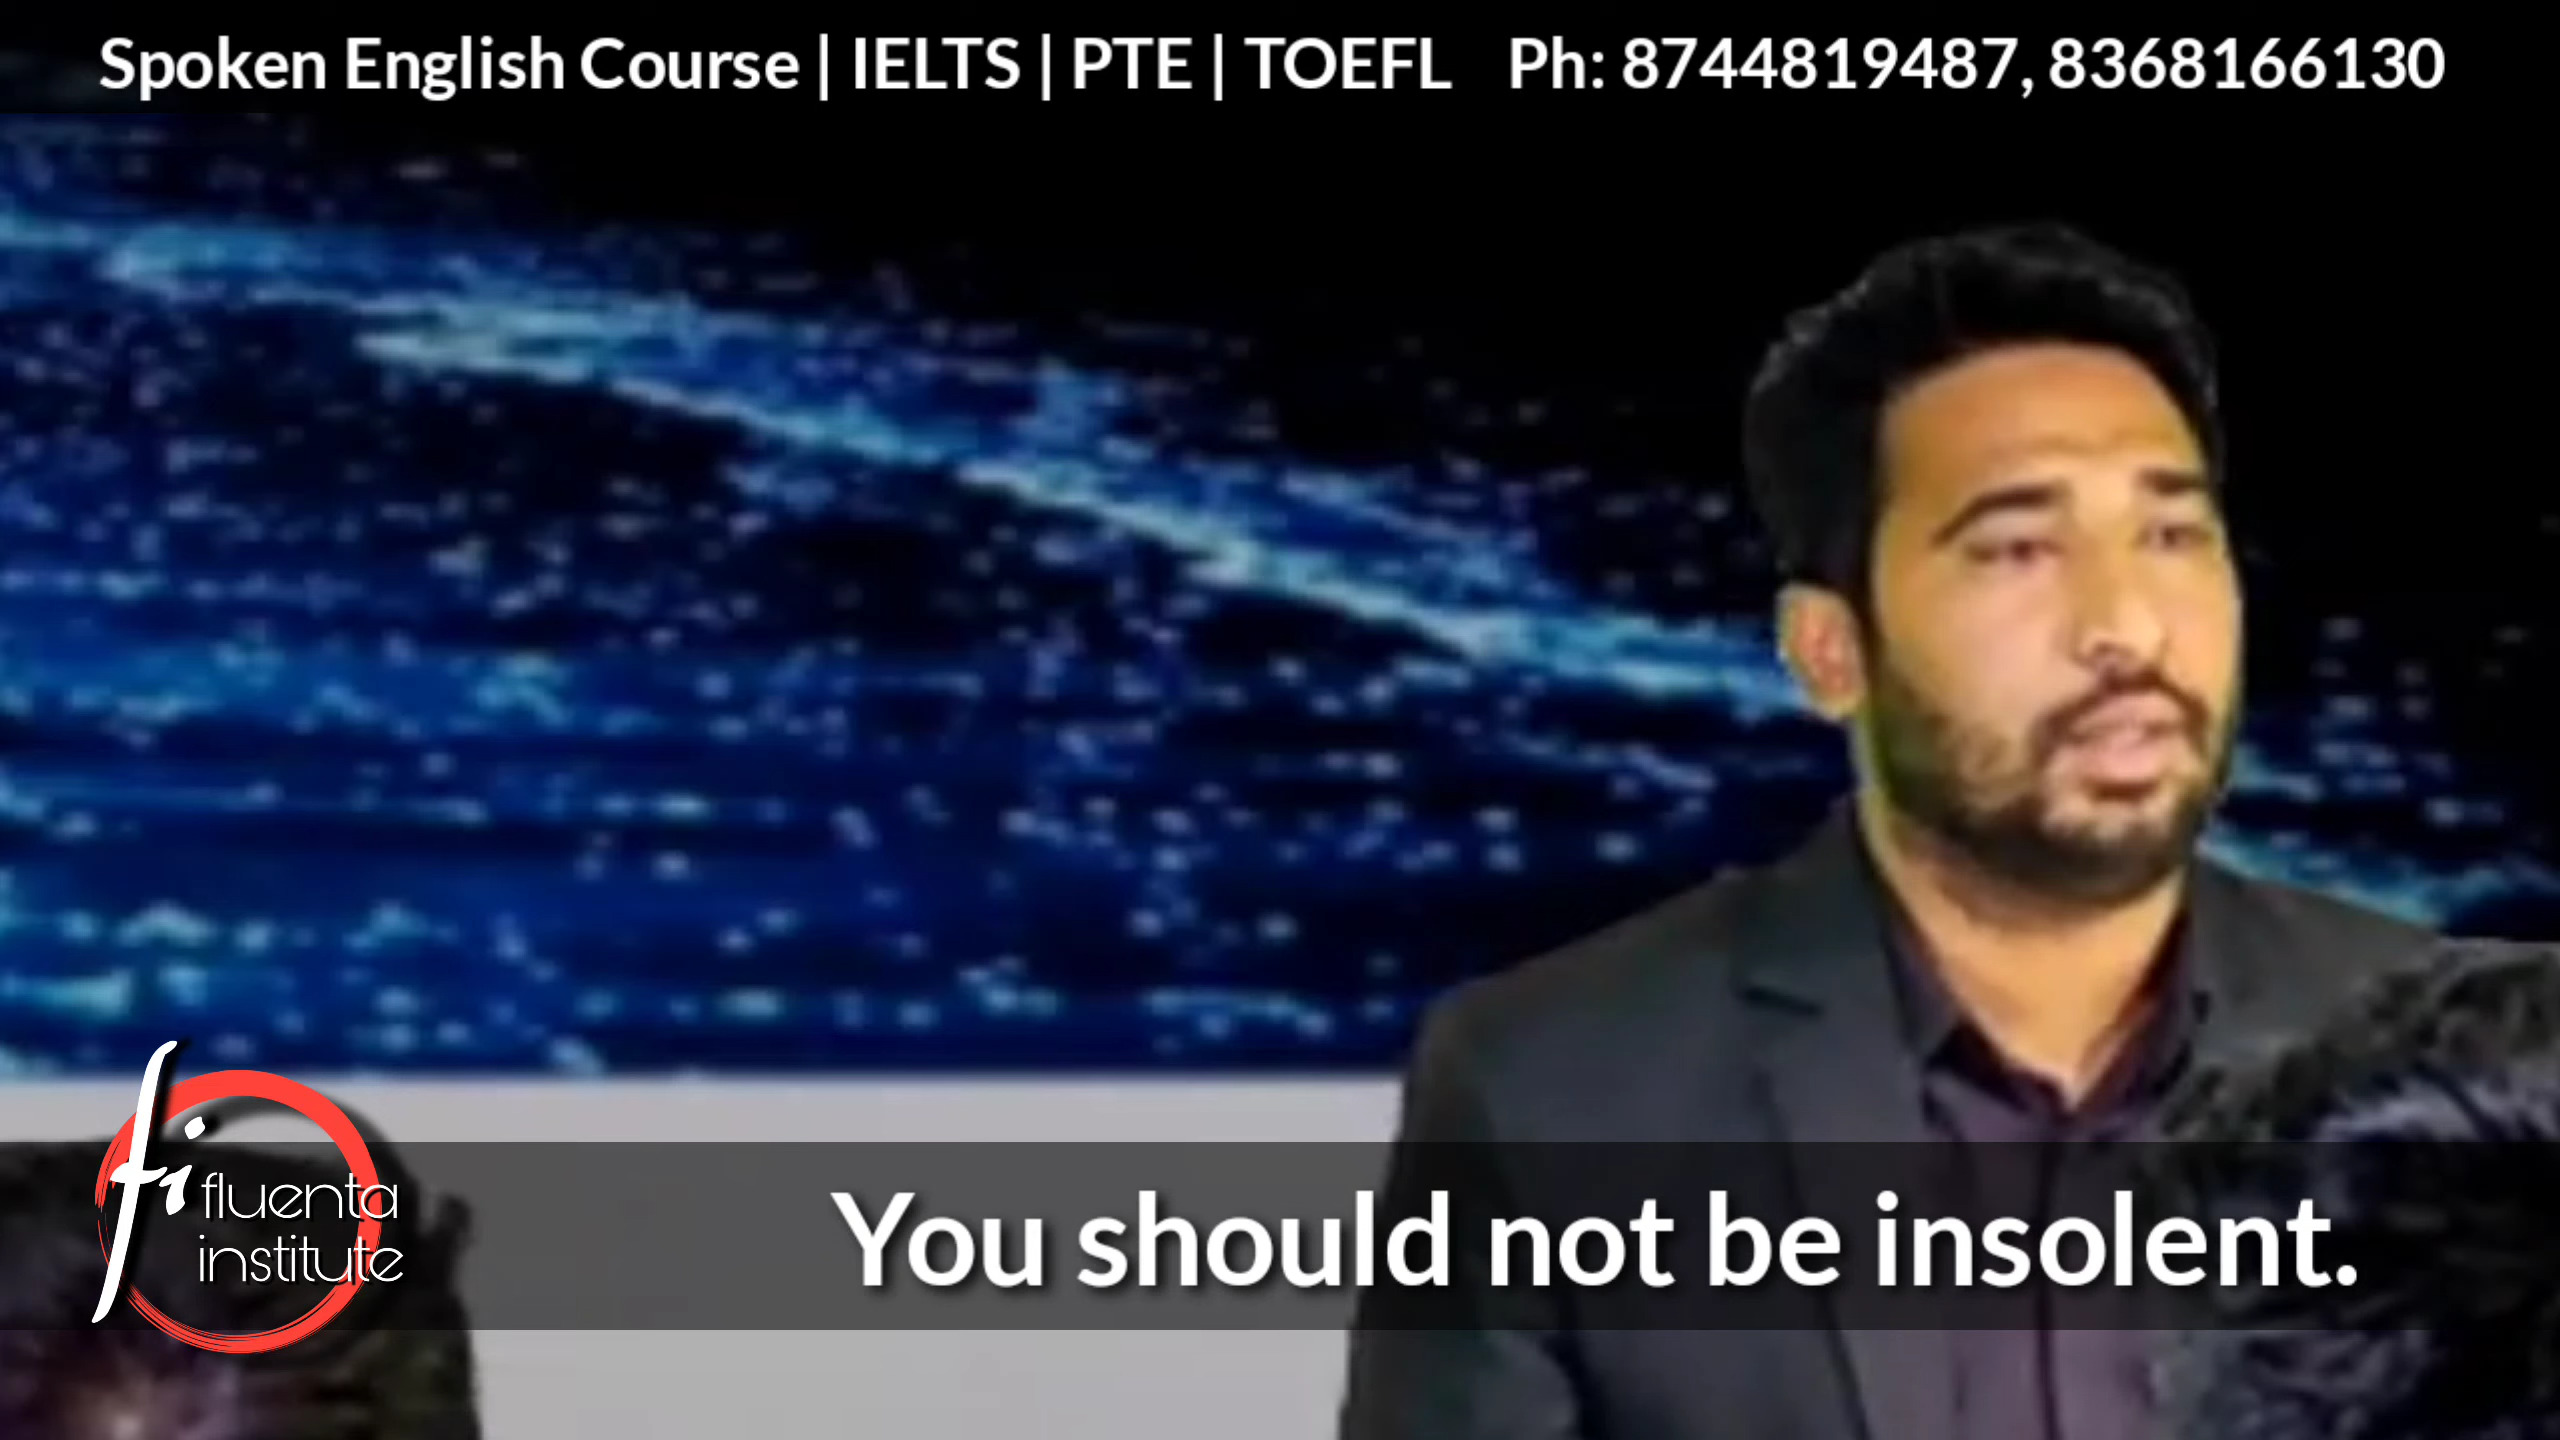 Spoken English Course | IELTS | PTE | TOEFL Ph: 8744819487, 8368166130
fi fluenta
institute
You should not be insolent.